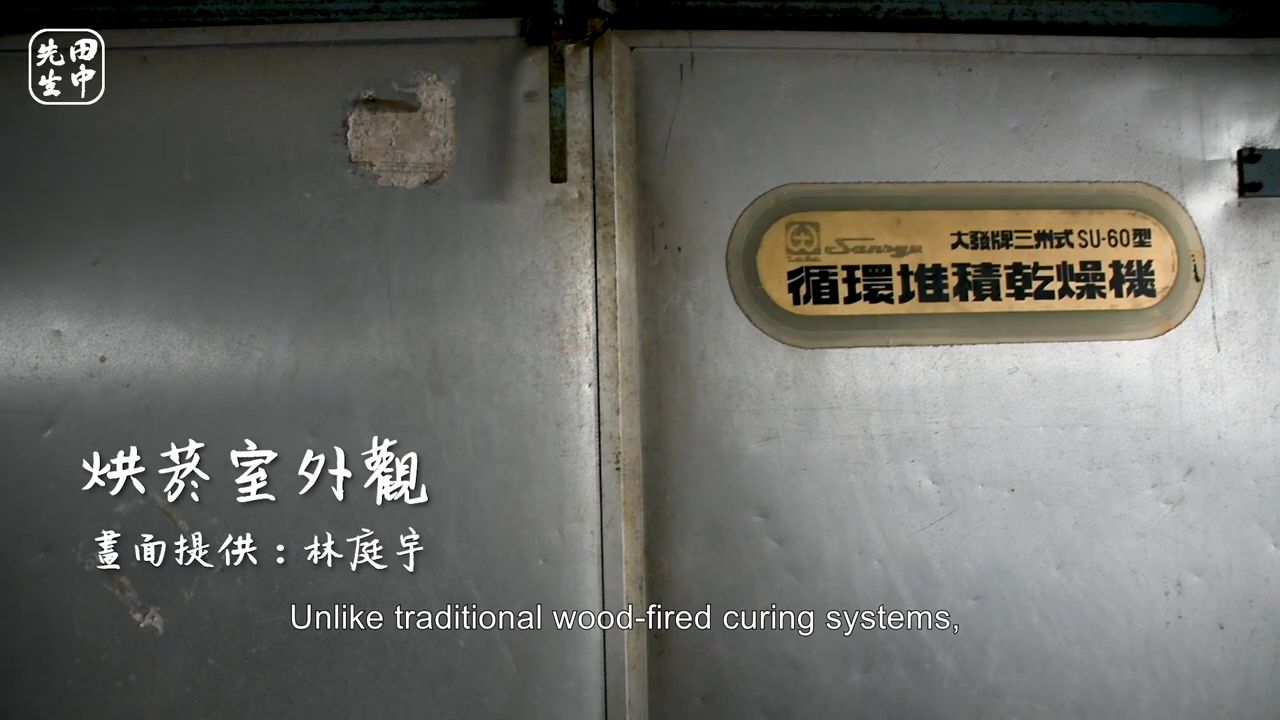 田中
先生
大
Sansyu
大發牌三州式SU-60型
循環堆積乾燥機
烘菸室外觀
畫面提供：林庭宇
Unlike traditional wood-fired curing systems,